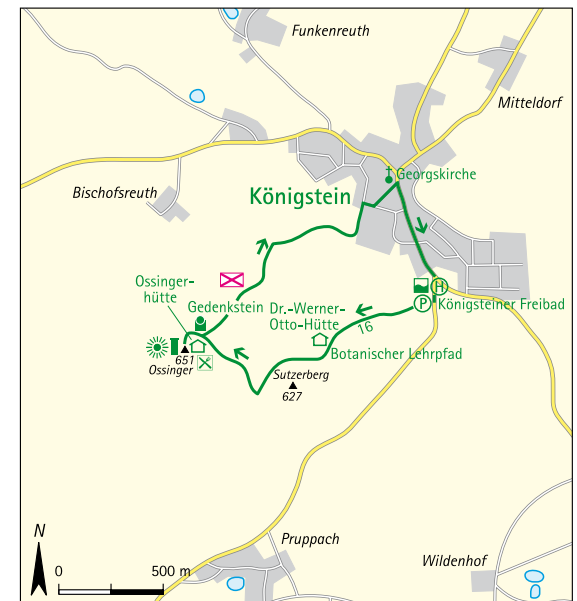 Funkenreuth
Mitteldorf
Georgskirche
Bischofsreuth
Königstein
Ossinger-
hütte
Gedenkstein
Dr.-Werner-
Otto-Hütte
H
P
Königsteiner Freibad
16
Botanischer Lehrpfad
651
Ossinger
Sutzerberg
627
N
0
500 m
Pruppach
Wildenhof